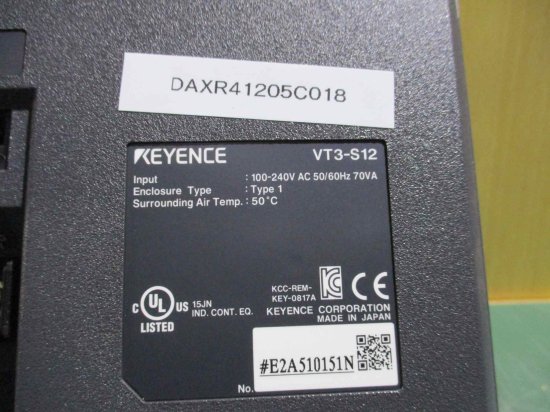 DAXR41205C018
KEYENCE VT3-S12
Input : 100-240V AC 50/60Hz 70VA
Enclosure Type : Type 1
Surrounding Air Temp. : 50°C
C UL US LISTED
15JN
IND. CONT. EQ.
KCC-REM-
KEY-0817A
CE
KEYENCE CORPORATION
MADE IN JAPAN
No. #E2A510151N